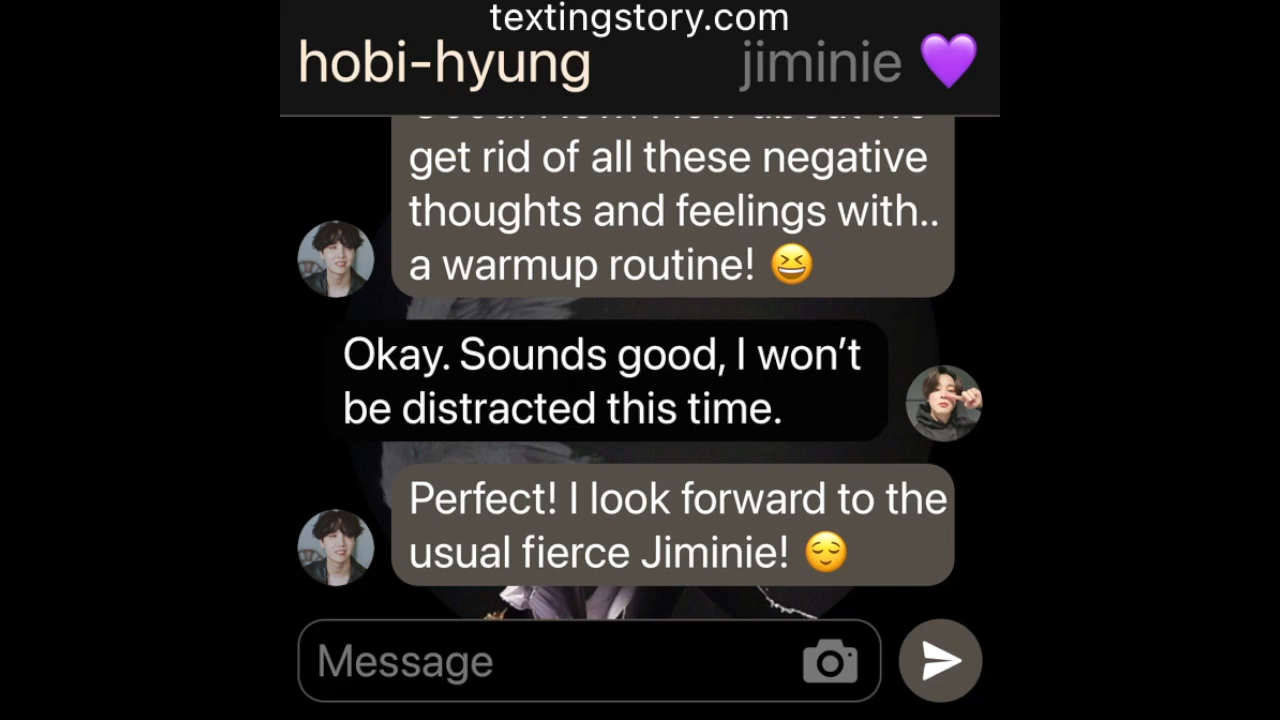 textingstory.com
hobi-hyung jiminie 💜
get rid of all these negative
thoughts and feelings with..
a warmup routine! 😆
Okay. Sounds good, I won’t
be distracted this time.
Perfect! I look forward to the
usual fierce Jiminie! 😌
Message